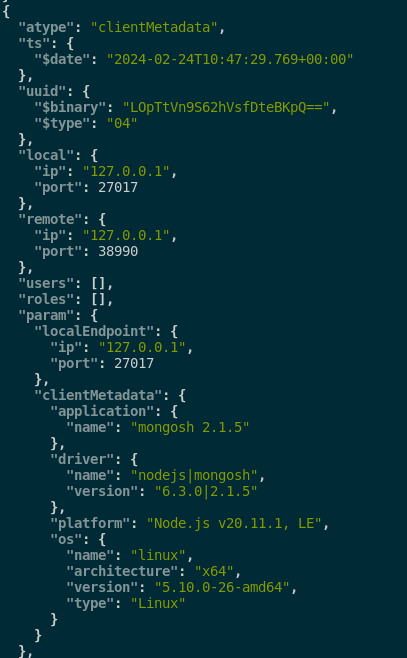 {
  "atype": "clientMetadata",
  "ts": {
    "$date": "2024-02-24T10:47:29.769+00:00"
  },
  "uuid": {
    "$binary": "LOpTtVn9S62hVsfDteBKpQ==",
    "$type": "04"
  },
  "local": {
    "ip": "127.0.0.1",
    "port": 27017
  },
  "remote": {
    "ip": "127.0.0.1",
    "port": 38990
  },
  "users": [],
  "roles": [],
  "param": {
    "localEndpoint": {
      "ip": "127.0.0.1",
      "port": 27017
    },
    "clientMetadata": {
      "application": {
        "name": "mongosh 2.1.5"
      },
      "driver": {
        "name": "nodejs|mongosh",
        "version": "6.3.0|2.1.5"
      },
      "platform": "Node.js v20.11.1, LE",
      "os": {
        "name": "linux",
        "architecture": "x64",
        "version": "5.10.0-26-amd64",
        "type": "Linux"
      }
    }
  },